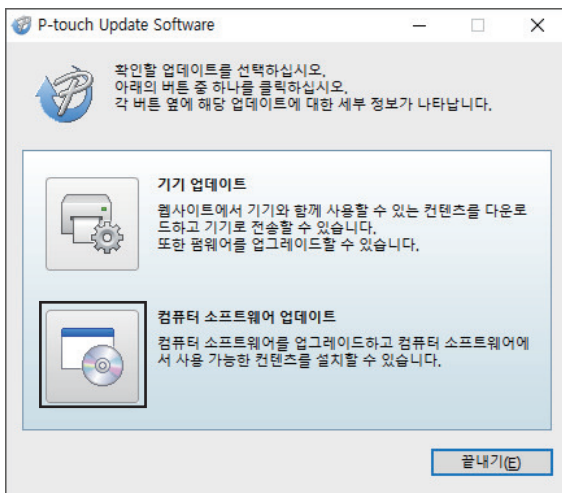 P-touch Update Software
확인할 업데이트를 선택하십시오.
아래의 버튼 중 하나를 클릭하십시오.
각 버튼 옆에 해당 업데이트에 대한 세부 정보가 나타납니다.
기기 업데이트
웹사이트에서 기기와 함께 사용할 수 있는 컨텐츠를 다운로
드하고 기기로 전송할 수 있습니다.
또한 펌웨어를 업그레이드할 수 있습니다.
컴퓨터 소프트웨어 업데이트
컴퓨터 소프트웨어를 업그레이드하고 컴퓨터 소프트웨어에
서 사용 가능한 컨텐츠를 설치할 수 있습니다.
끝내기(E)